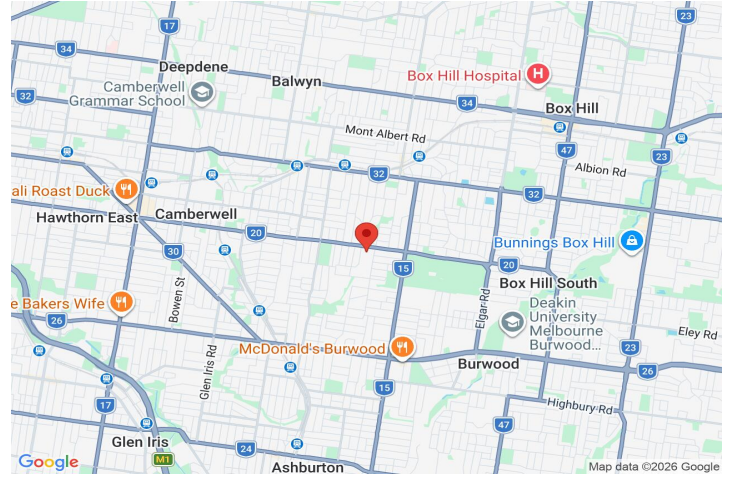 17
23
34
Deepdene
Balwyn
Box Hill Hospital
H
Camberwell
Grammar School
32
34
Box Hill
Mont Albert Rd
47
23
Albion Rd
32
32
ali Roast Duck
Hawthorn East
Camberwell
20
30
Bunnings Box Hill
15
20
Box Hill South
Bowen St
Elgar Rd
e Bakers Wife
26
Deakin
University
Melbourne
Burwood...
Eley Rd
Glen Iris Rd
McDonald's Burwood
23
Burwood
26
15
17
Highbury Rd
47
Glen Iris
24
M1
Ashburton
Google
Map data ©2026 Google